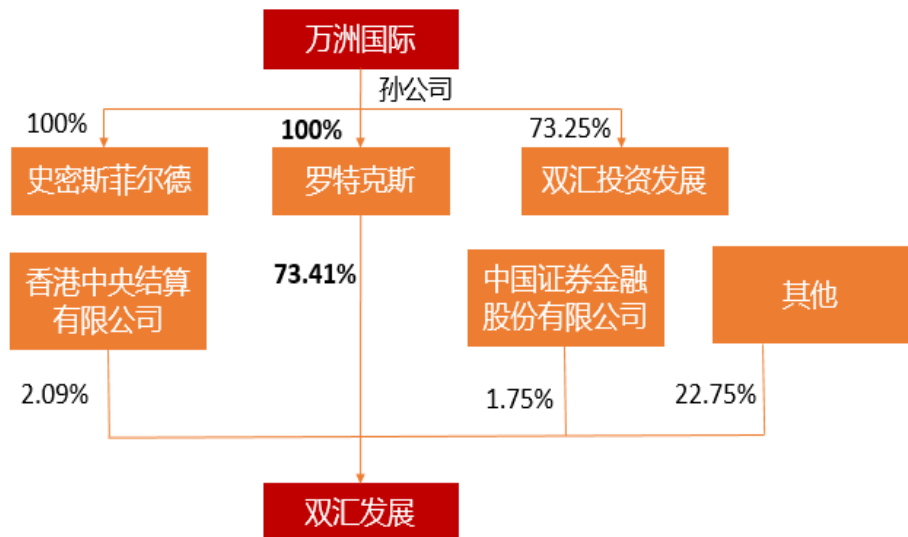 万洲国际
孙公司
100%
100%
73.25%
史密斯菲尔德
罗特克斯
双汇投资发展
香港中央结算
有限公司
73.41%
中国证券金融
股份有限公司
其他
2.09%
1.75%
22.75%
双汇发展